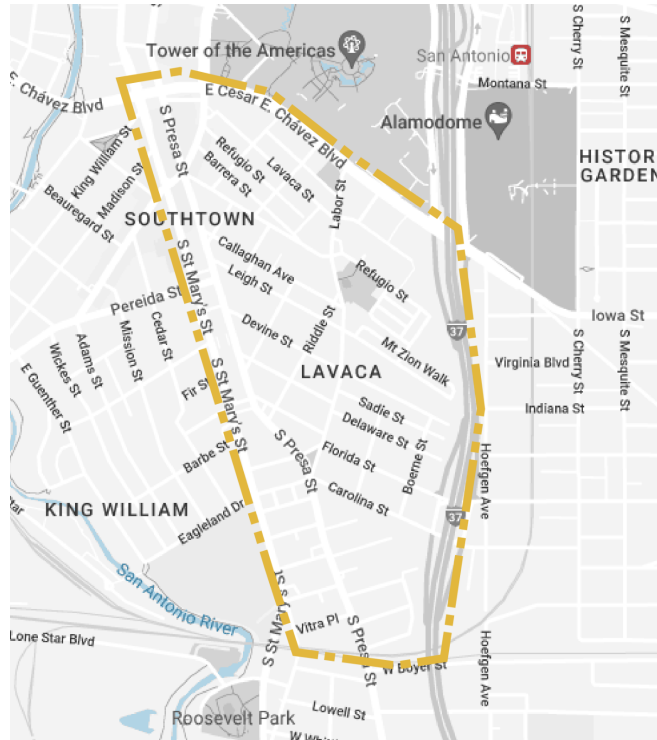 S Cherry St
S Mesquite St
Tower of the Americas
San Antonio
Montana St
E. Chávez Blvd
E Cesar E. Chávez Blvd
S Presa St
Alamodome
King William St
Madison St
Refugio St
Barrera St
Lavaca St
Labor St
HISTOR
GARDEN
Beauregard St
SOUTHTOWN
S St Mary's St
Callaghan Ave
Leigh St
Refugio St
Pereida St
Iowa St
Cedar St
Mission St
Adams St
Wickes St
E Guenther St
Devine St
Riddle St
37
Mt Zion Walk
Virginia Blvd
S Cherry St
S Mesquite St
LAVACA
Fir St
S St Mary's St
Indiana St
Sadie St
Delaware St
Barbe St
S Presa St
Florida St
Boerne St
Hoefgen Ave
Carolina St
KING WILLIAM
Eagleland Dr
37
Star
San Antonio River
S St Mary's St
Vitra Pl
S Presa St
Lone Star Blvd
W Boyer St
Hoefgen Ave
Roosevelt Park
Lowell St